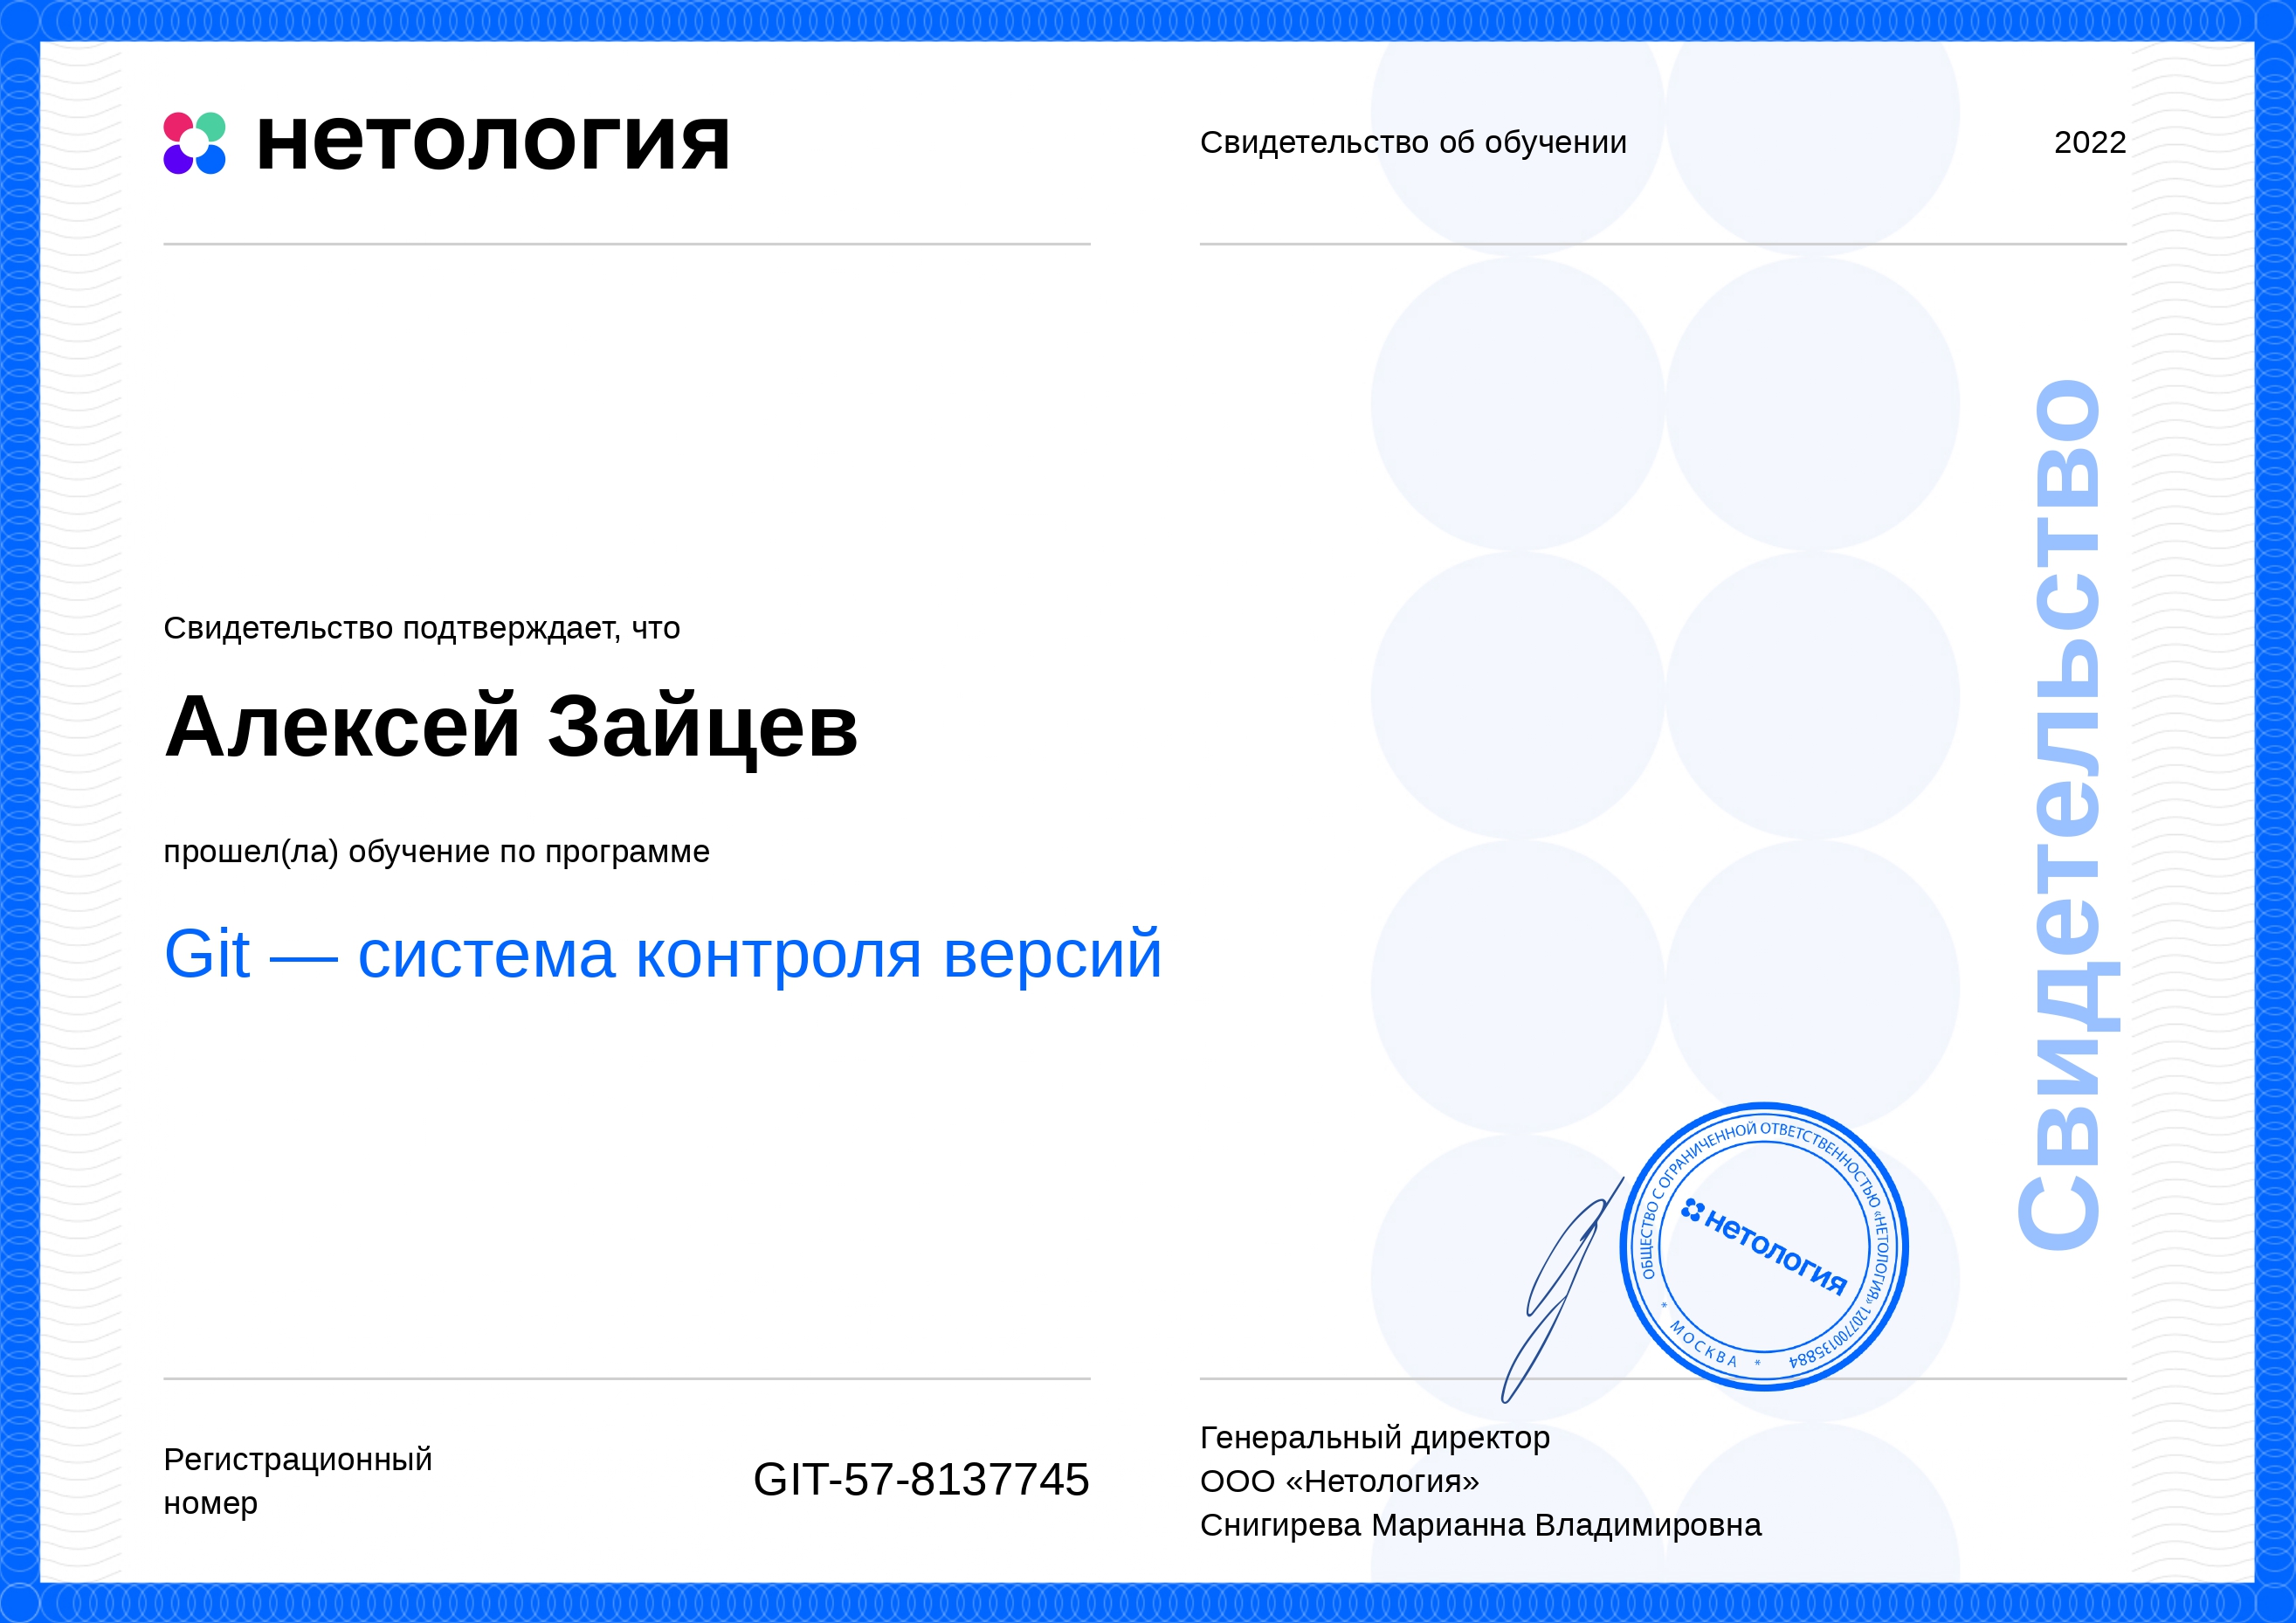 нетология
Свидетельство об обучении
2022
Свидетельство подтверждает, что
Алексей Зайцев
прошел(ла) обучение по программе
Git — система контроля версий
Свидетельство
ОБЩЕСТВО С ОГРАНИЧЕННОЙ ОТВЕТСТВЕННОСТЬЮ «НЕТОЛОГИЯ» 1207700135884
* МОСКВА *
нетология
Регистрационный
номер
GIT-57-8137745
Генеральный директор
ООО «Нетология»
Снигирева Марианна Владимировна